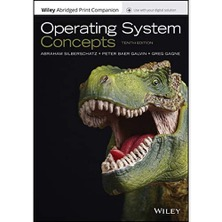 Wiley Abridged Print Companion
Use with your digital solution
Operating System
Concepts
TENTH EDITION
ABRAHAM SILBERSCHATZ • PETER BAER GALVIN • GREG GAGNE
WILEY